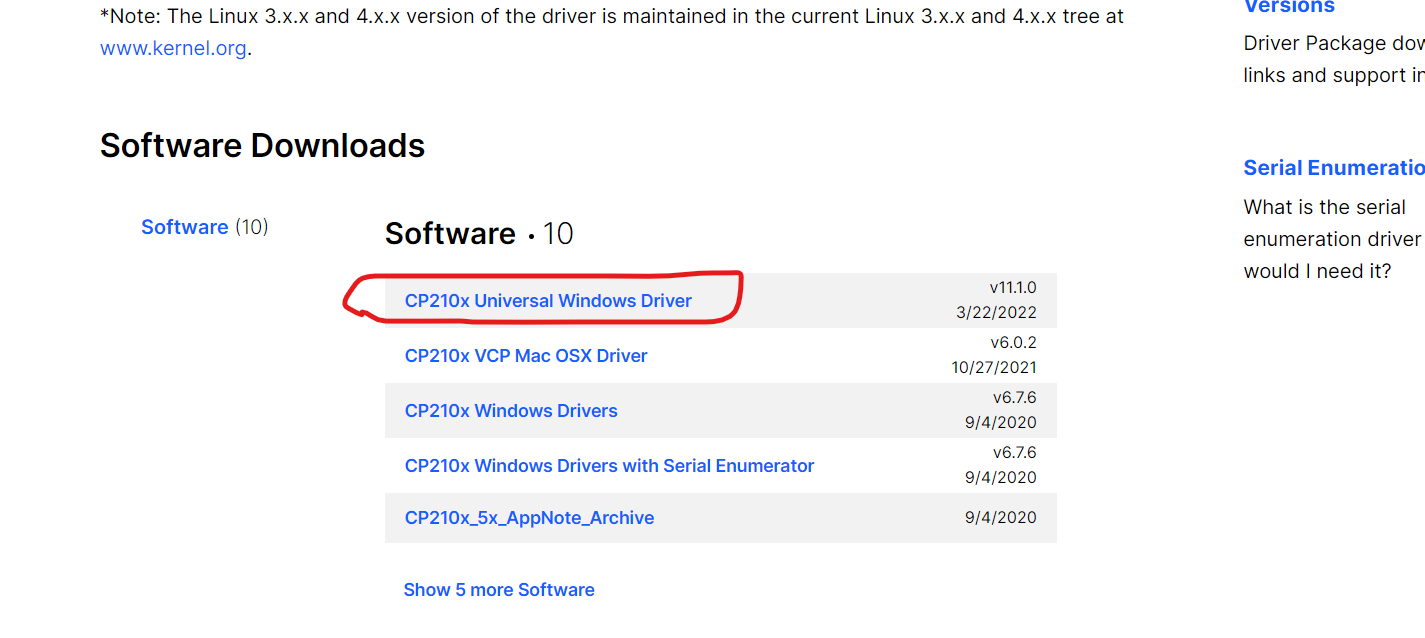 *Note: The Linux 3.x.x and 4.x.x version of the driver is maintained in the current Linux 3.x.x and 4.x.x tree at
www.kernel.org.
Software Downloads
Software (10)
Software • 10
CP210x Universal Windows Driver
v11.1.0
3/22/2022
CP210x VCP Mac OSX Driver
v6.0.2
10/27/2021
CP210x Windows Drivers
v6.7.6
9/4/2020
CP210x Windows Drivers with Serial Enumerator
v6.7.6
9/4/2020
CP210x_5x_AppNote_Archive
9/4/2020
Show 5 more Software
Versions
Driver Package
links and support
Serial
What is the serial
enumeration driver
would I need it?